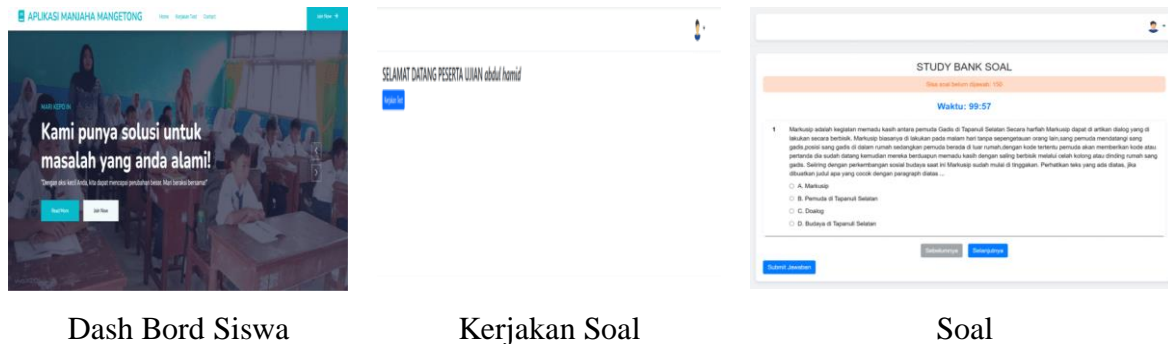 APLIKASI MANJAHA MANGETONG
Home Kerjakan Test Contact
Join Now →
MARI KEPO IN
Kami punya solusi untuk
masalah yang anda alami!
"Dengan aksi kecil Anda, kita dapat mencapai perubahan besar. Mari beraksi bersama!"
Read More
Join Now
SELAMAT DATANG PESERTA UJIAN abdul hamid
Kerjakan Test
STUDY BANK SOAL
Sisa soal belum dijawab: 150
Waktu: 99:57
1 Markusip adalah kegiatan memadu kasih antara pemuda Gadis di Tapanuli Selatan Secara harfiah Markusip dapat di artikan dialog yang di
lakukan secara berbisik. Markusip biasanya di lakukan pada malam hari tanpa sepengetauan orang lain,sang pemuda mendatangi sang
gadis.posisi sang gadis di dalam rumah sedangkan pemuda berada di luar rumah,dengan kode tertentu pemuda akan memberikan kode atau
pertanda dia sudah datang kemudian mereka berduapun memadu kasih dengan saling berbisik melalui celah kolong atau dinding rumah sang
gadis. Seiring dengan perkembangan sosial budaya saat ini Markusip sudah mulai di tinggakan. Perhatikan teks yang ada diatas, jika
dibuatkan judul apa yang cocok dengan paragraph diatas ...
A. Markusip
B. Pemuda di Tapanuli Selatan
C. Doalog
D. Budaya di Tapanuli Selatan
Sebelumnya
Selanjutnya
Submit Jawaban
Dash Bord Siswa
Kerjakan Soal
Soal